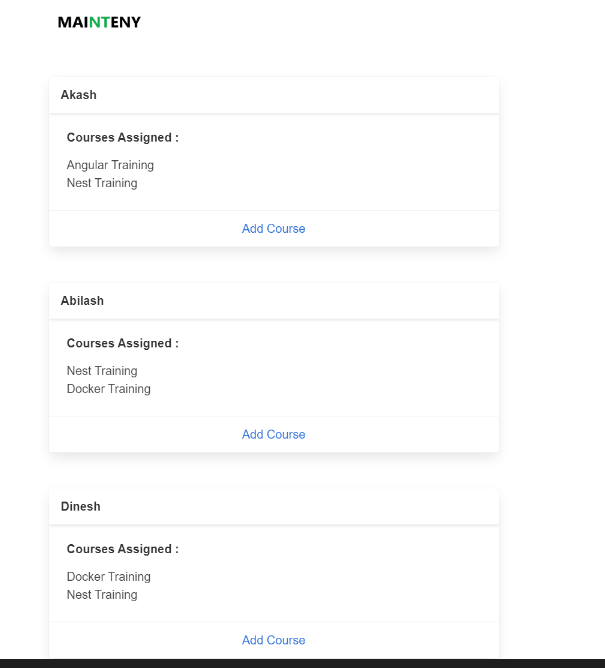 MAINTENY
Akash
Courses Assigned :
Angular Training
Nest Training
Add Course
Abilash
Courses Assigned :
Nest Training
Docker Training
Add Course
Dinesh
Courses Assigned :
Docker Training
Nest Training
Add Course